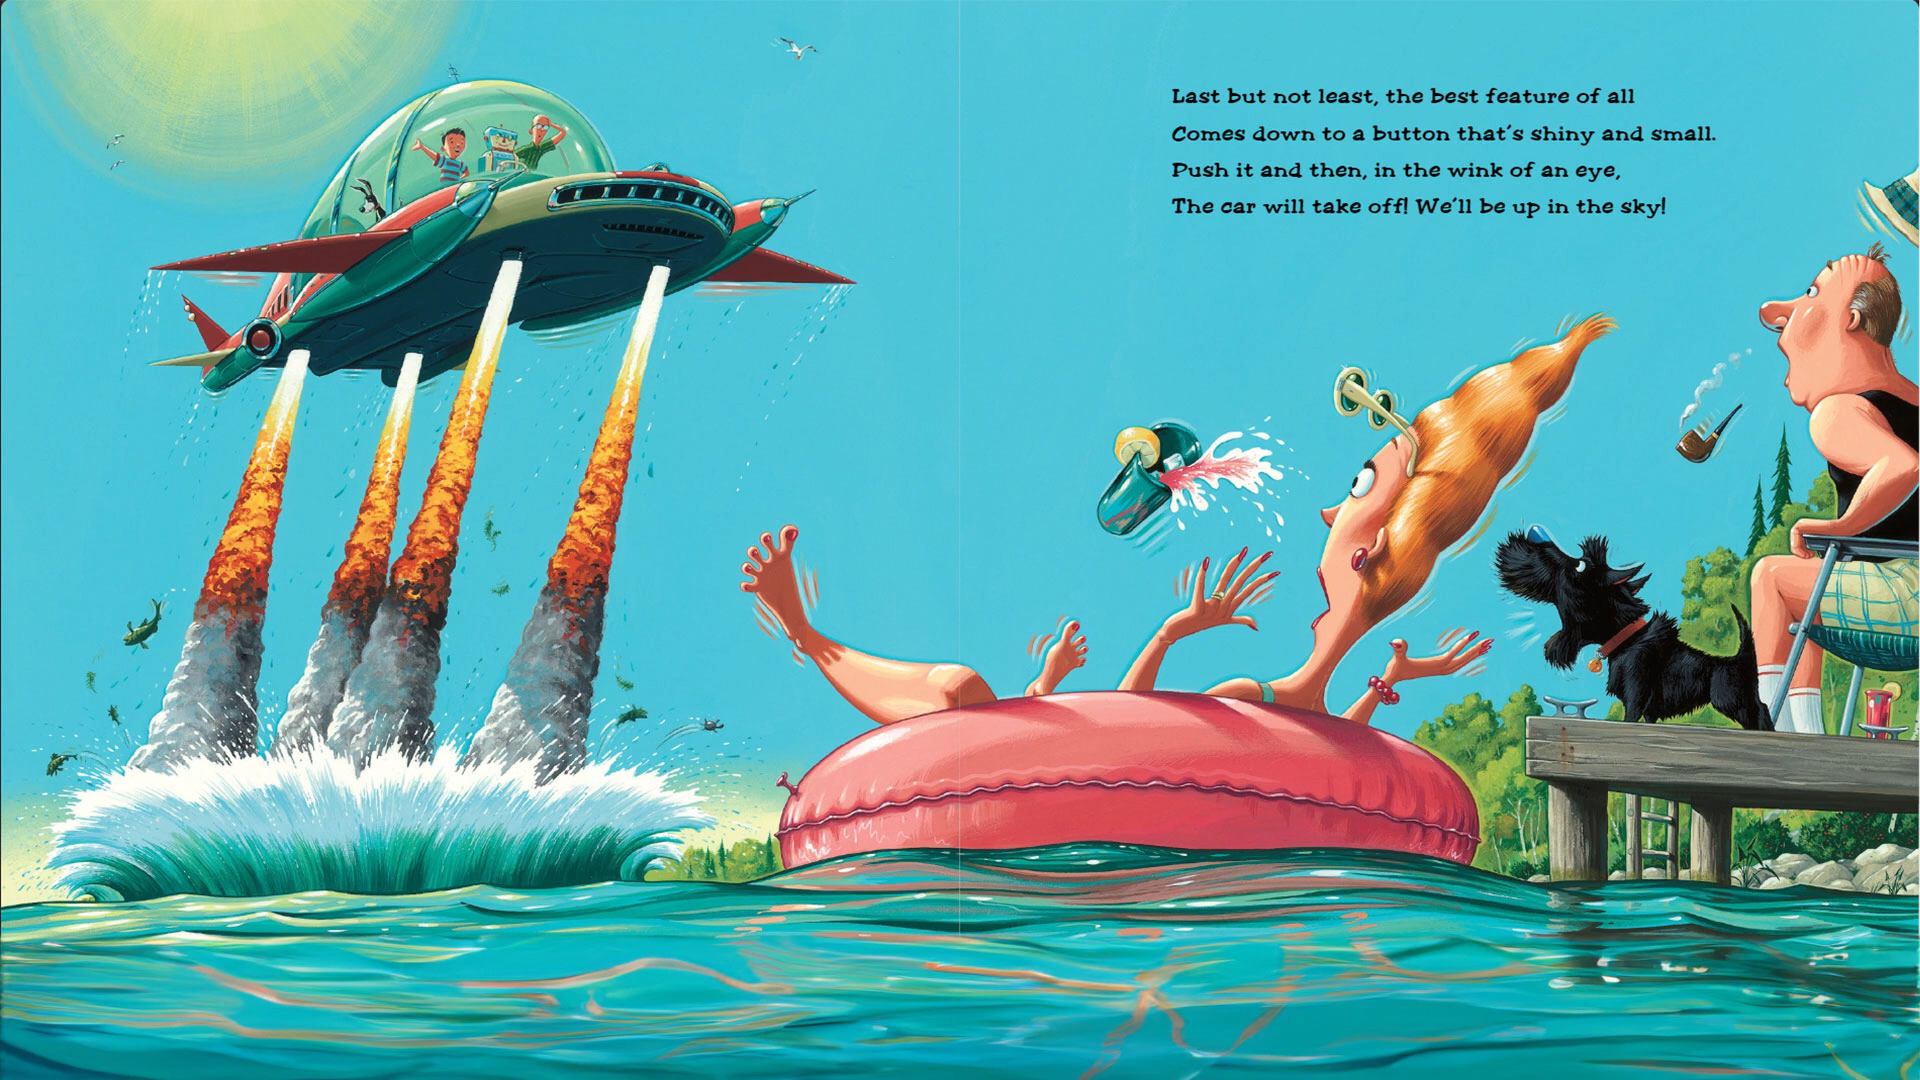 Last but not least, the best feature of all
Comes down to a button that's shiny and small.
Push it and then, in the wink of an eye,
The car will take off! We'll be up in the sky!